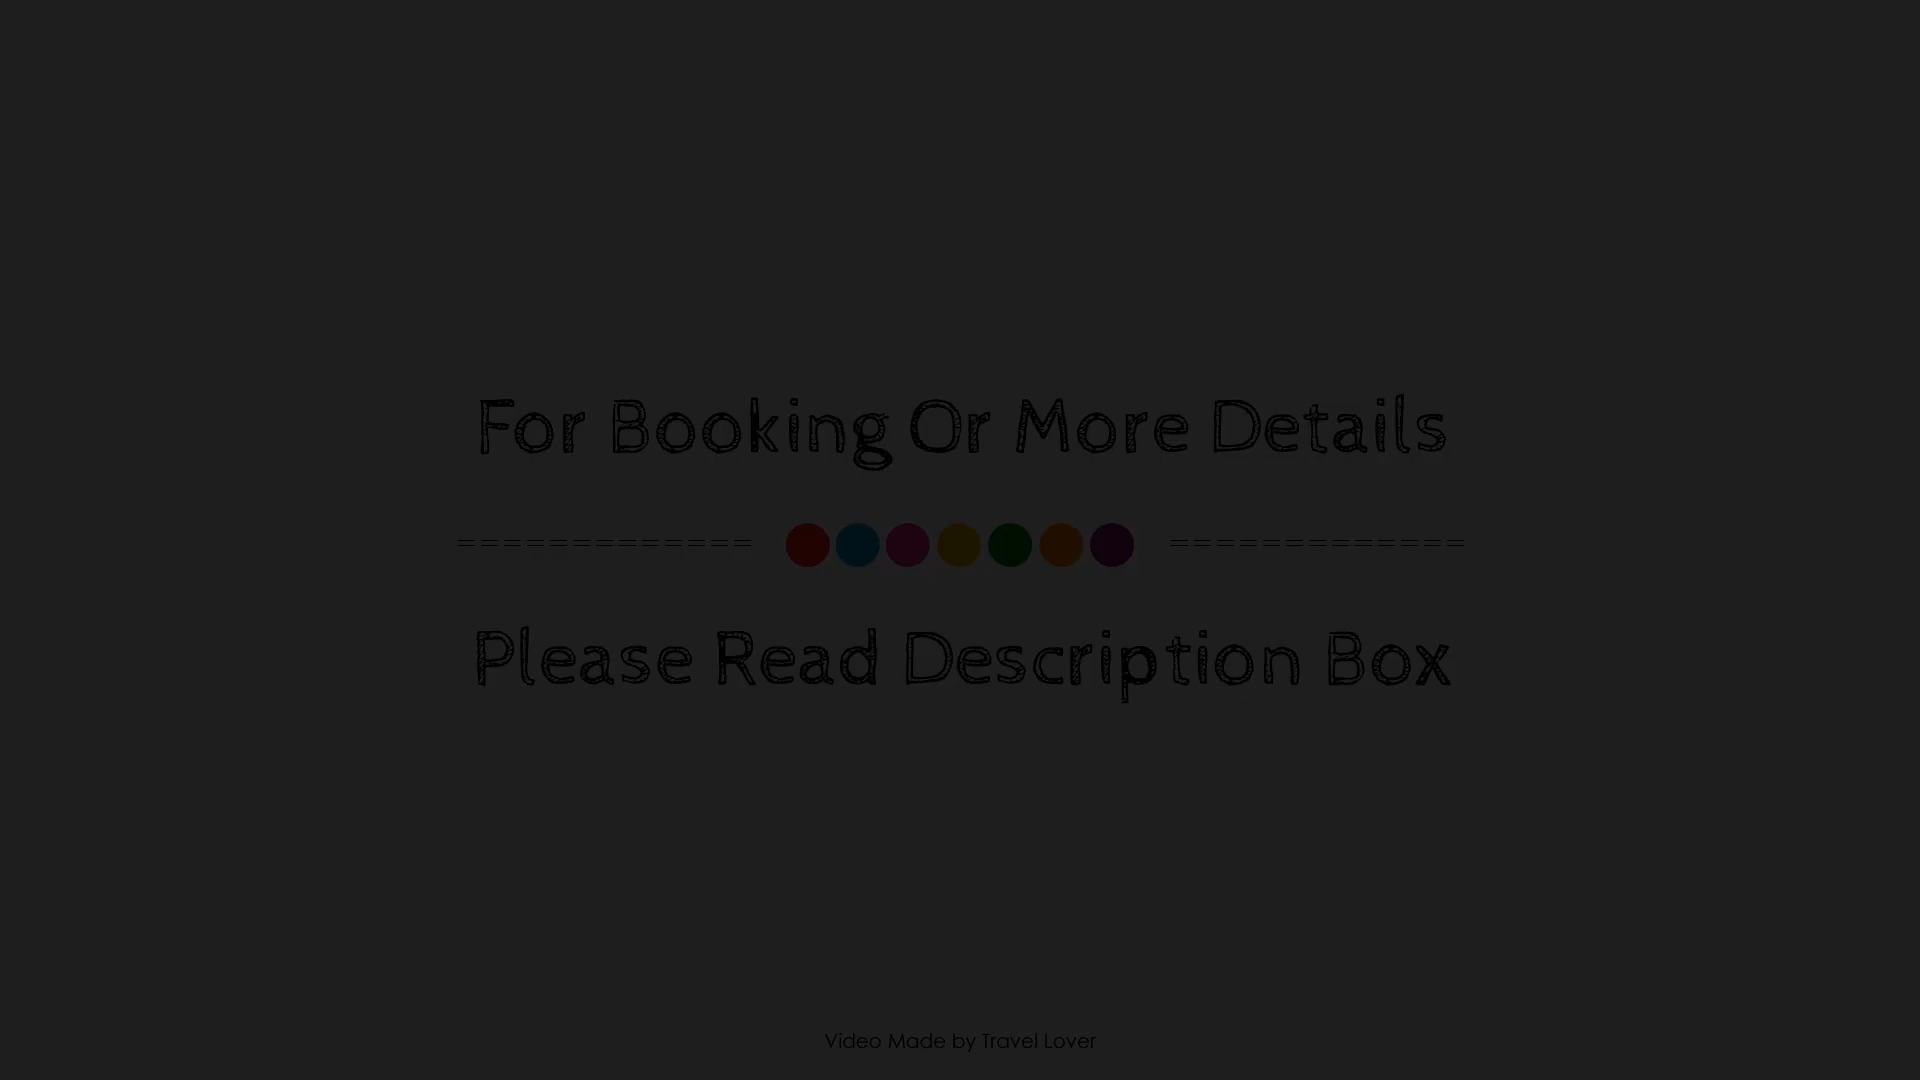 For Booking Or More Details
============= =============
Please Read Description Box
Video Made by Travel Lover